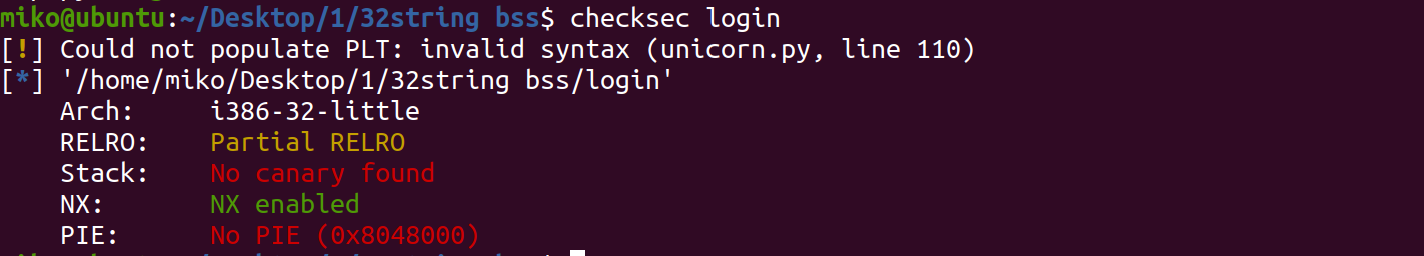 miko@ubuntu:~/Desktop/1/32string bss$ checksec login
[!] Could not populate PLT: invalid syntax (unicorn.py, line 110)
[*] '/home/miko/Desktop/1/32string bss/login'
    Arch:     i386-32-little
    RELRO:    Partial RELRO
    Stack:    No canary found
    NX:       NX enabled
    PIE:      No PIE (0x8048000)